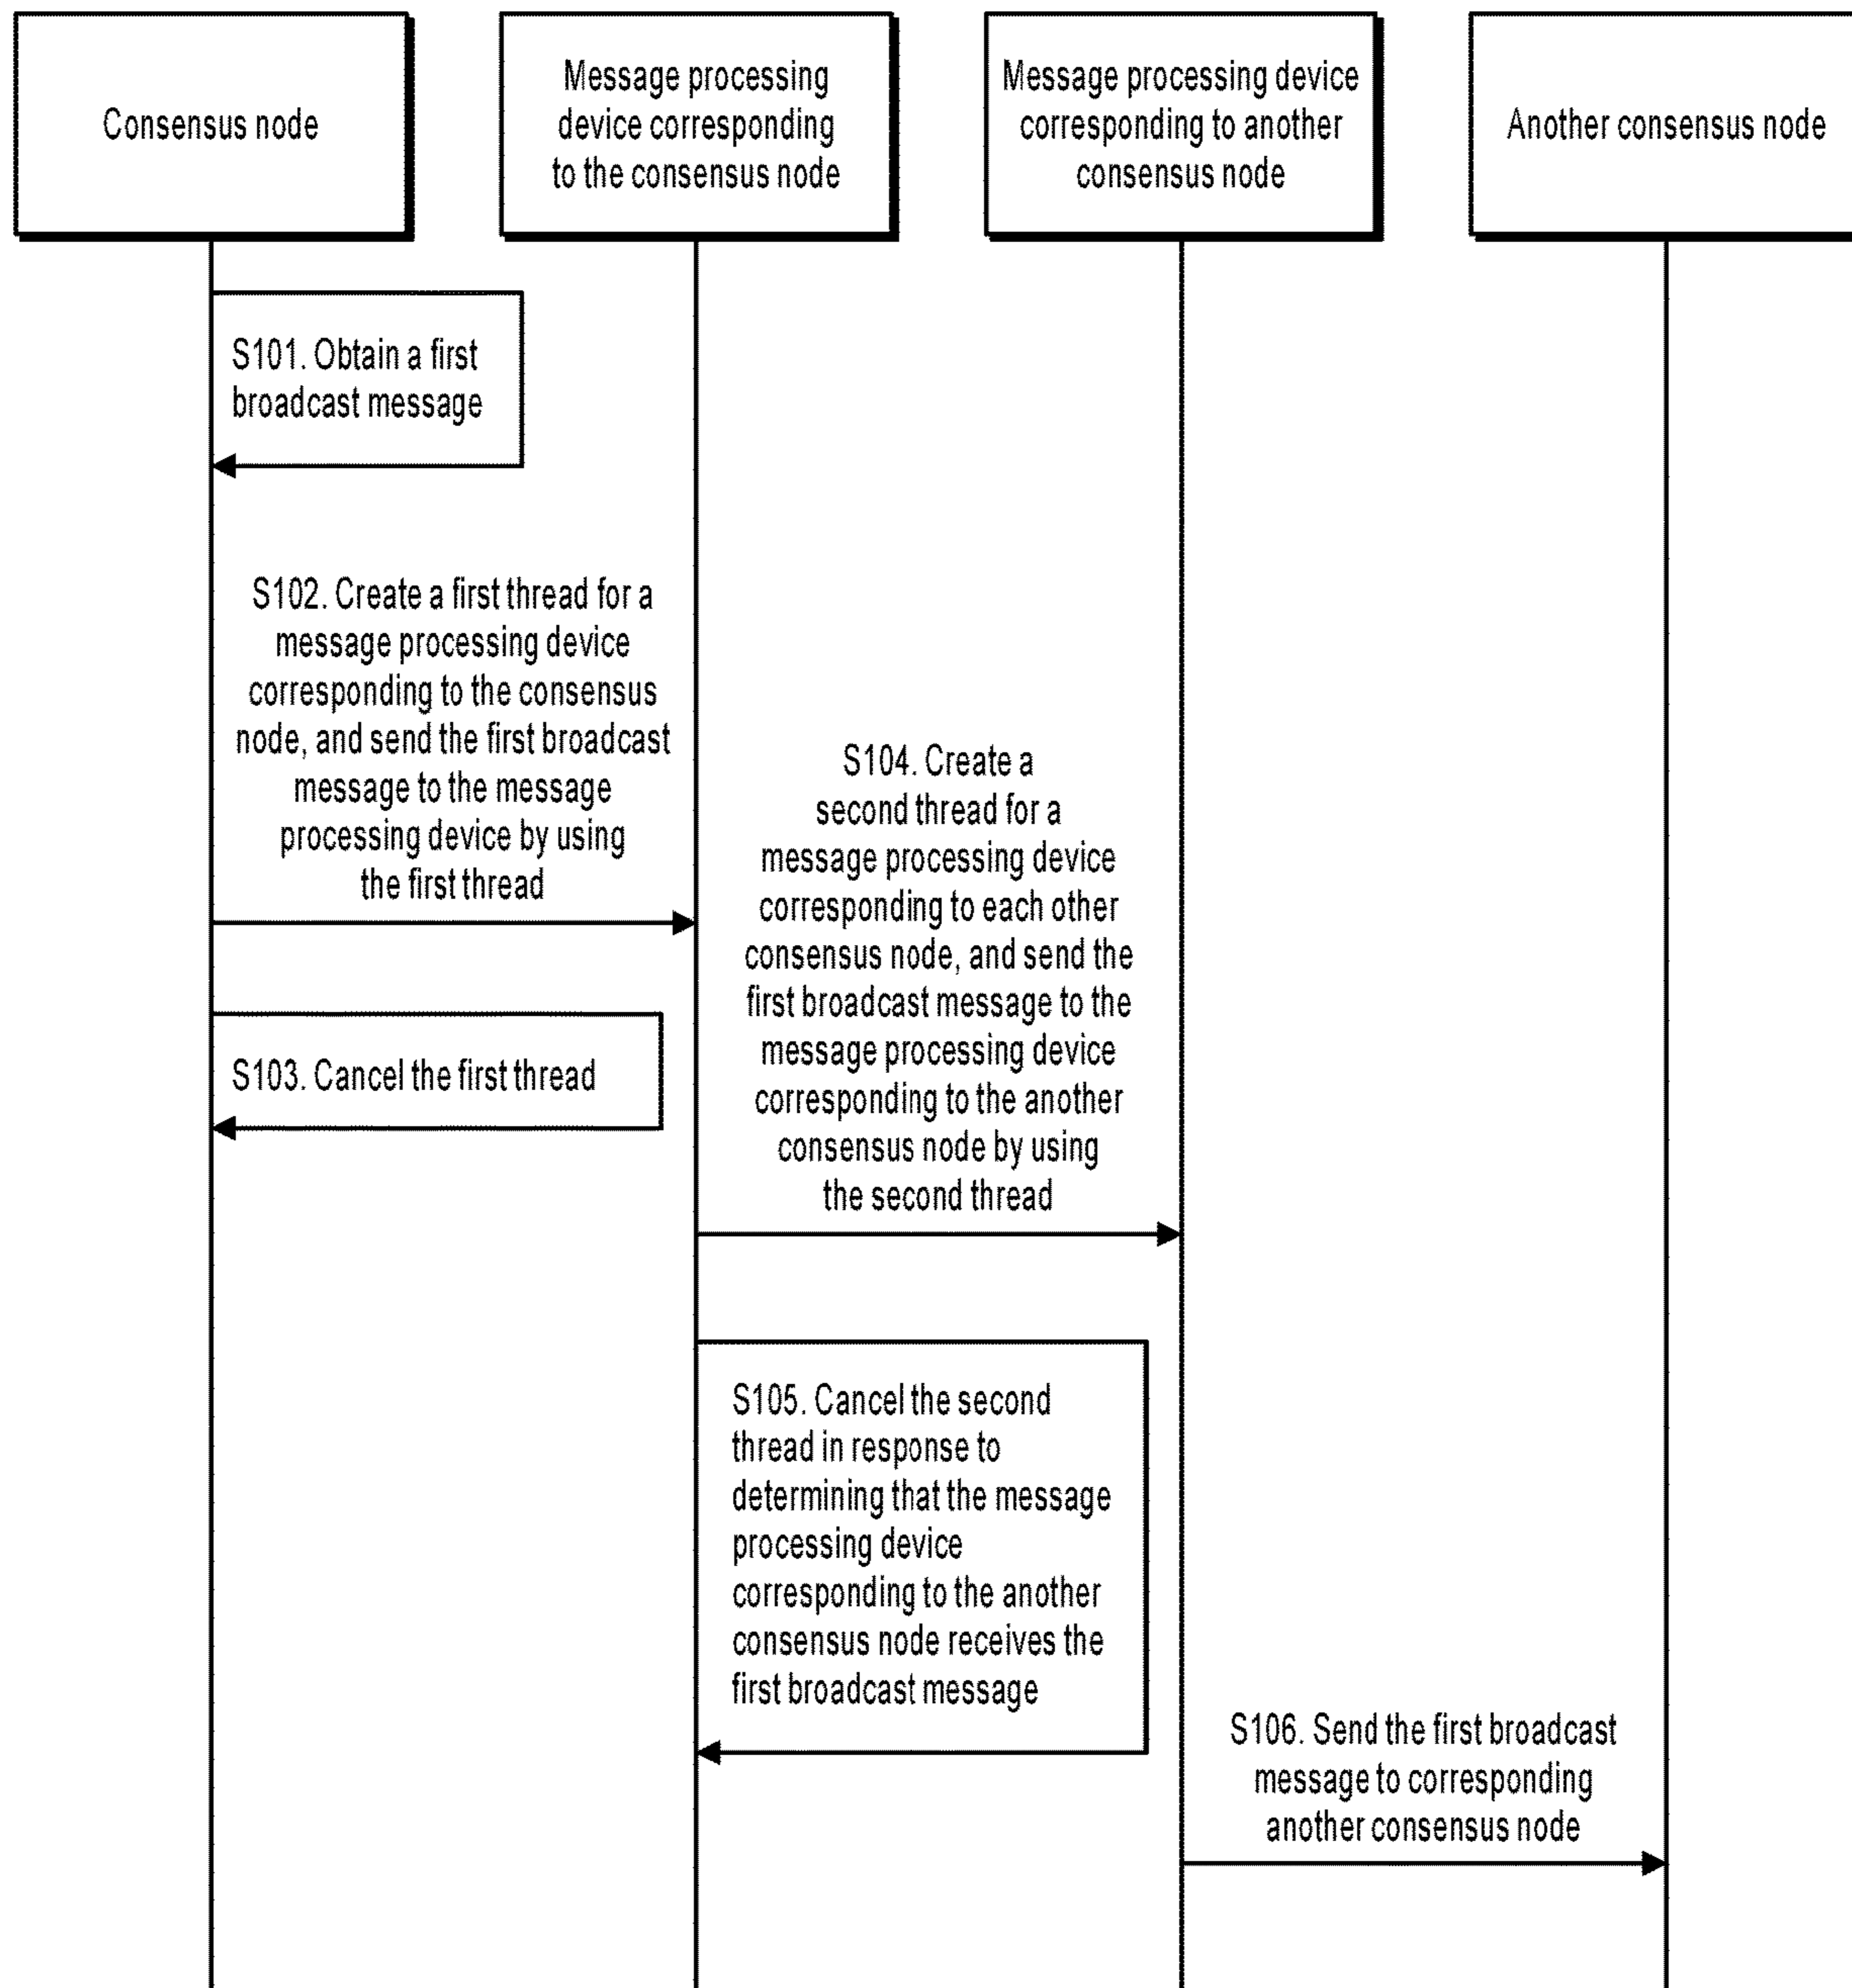 Consensus node
Message processing
device corresponding
to the consensus node
Message processing device
corresponding to another
consensus node
Another consensus node
S101. Obtain a first
broadcast message
S102. Create a first thread for a
message processing device
corresponding to the consensus
node, and send the first broadcast
message to the message
processing device by using
the first thread
S103. Cancel the first thread
S104. Create a
second thread for a
message processing device
corresponding to each other
consensus node, and send the
first broadcast message to the
message processing device
corresponding to the another
consensus node by using
the second thread
S105. Cancel the second
thread in response to
determining that the message
processing device
corresponding to the another
consensus node receives the
first broadcast message
S106. Send the first broadcast
message to corresponding
another consensus node